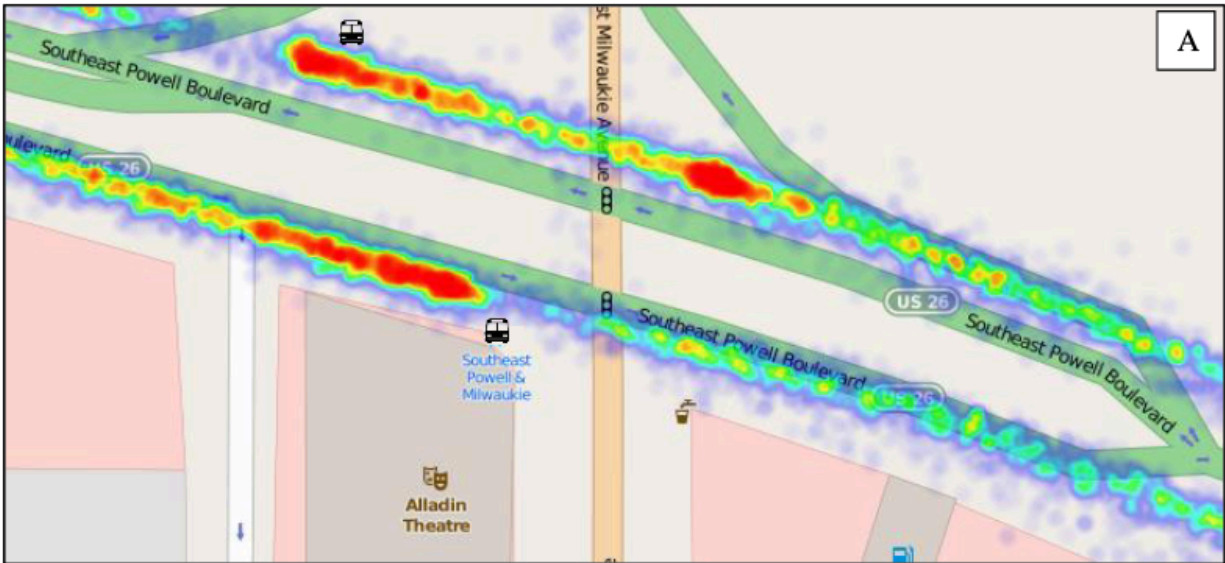 A
Southeast Powell Boulevard
st Milwaukie Avenue
oulevard
US 26
US 26
Southeast Powell Boulevard
Southeast Powell Boulevard
US 26
Southeast
Powell &
Milwaukie
Alladin
Theatre